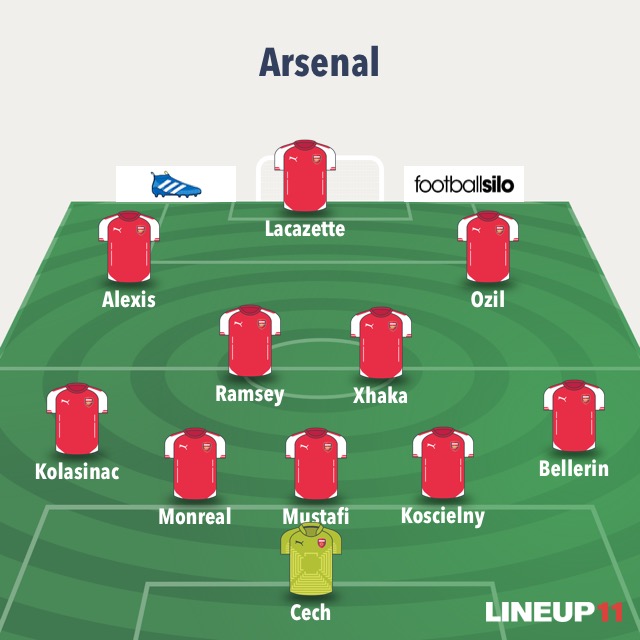 Arsenal
footballsilo
Lacazette
Alexis
Ozil
Ramsey
Xhaka
Kolasinac
Bellerin
Monreal
Mustafi
Koscielny
Cech
LINEUP11